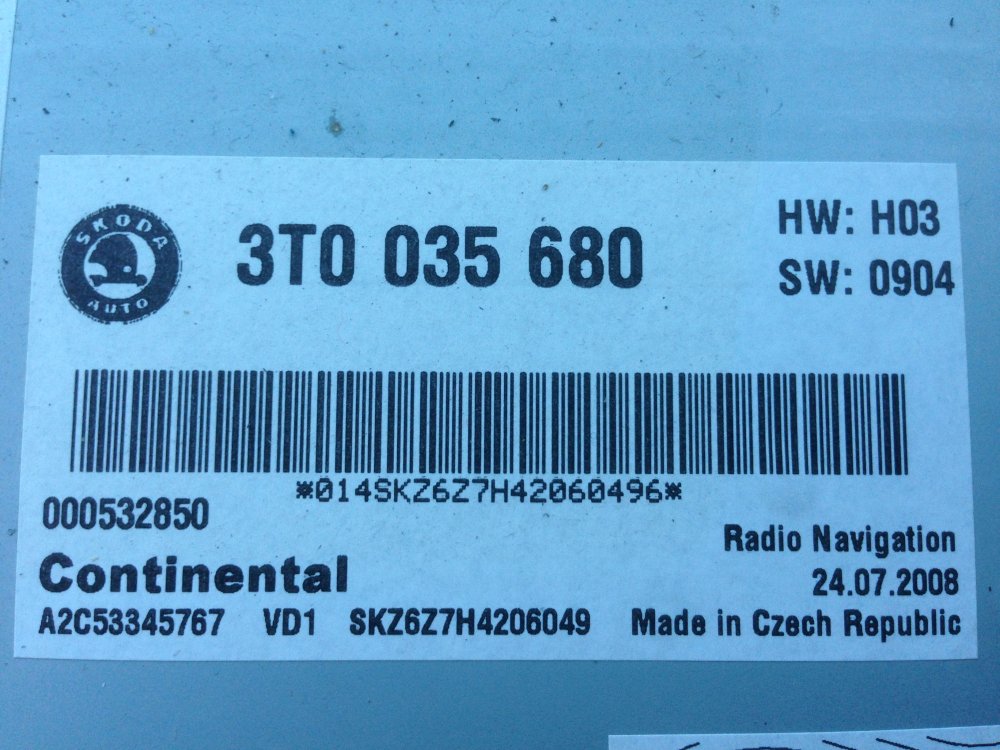 SKODA
AUTO
3T0 035 680
HW: H03
SW: 0904
*014SKZ6Z7H42060496*
000532850
Continental
A2C53345767 VD1 SKZ6Z7H4206049
Radio Navigation
24.07.2008
Made in Czech Republic